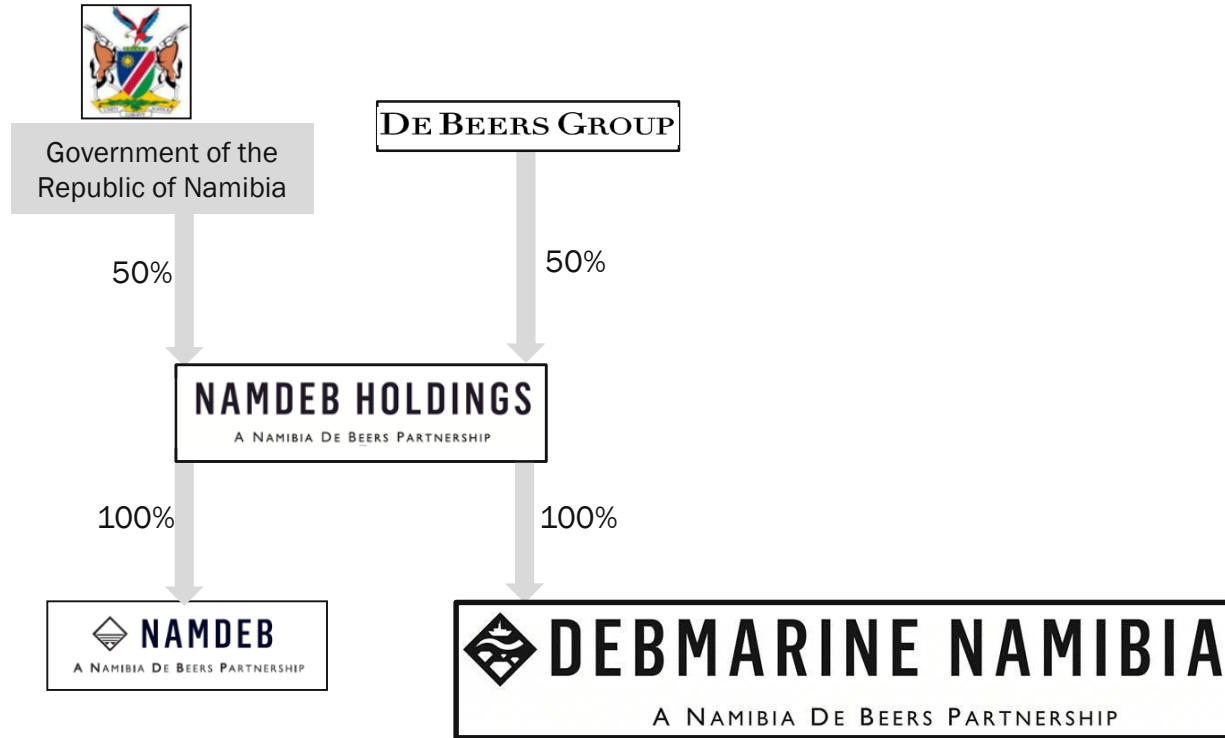 Government of the
Republic of Namibia
DE BEERS GROUP
50%
50%
NAMDEB HOLDINGS
A NAMIBIA DE BEERS PARTNERSHIP
100%
100%
NAMDEB
A NAMIBIA DE BEERS PARTNERSHIP
DEBMARINE NAMIBIA
A NAMIBIA DE BEERS PARTNERSHIP